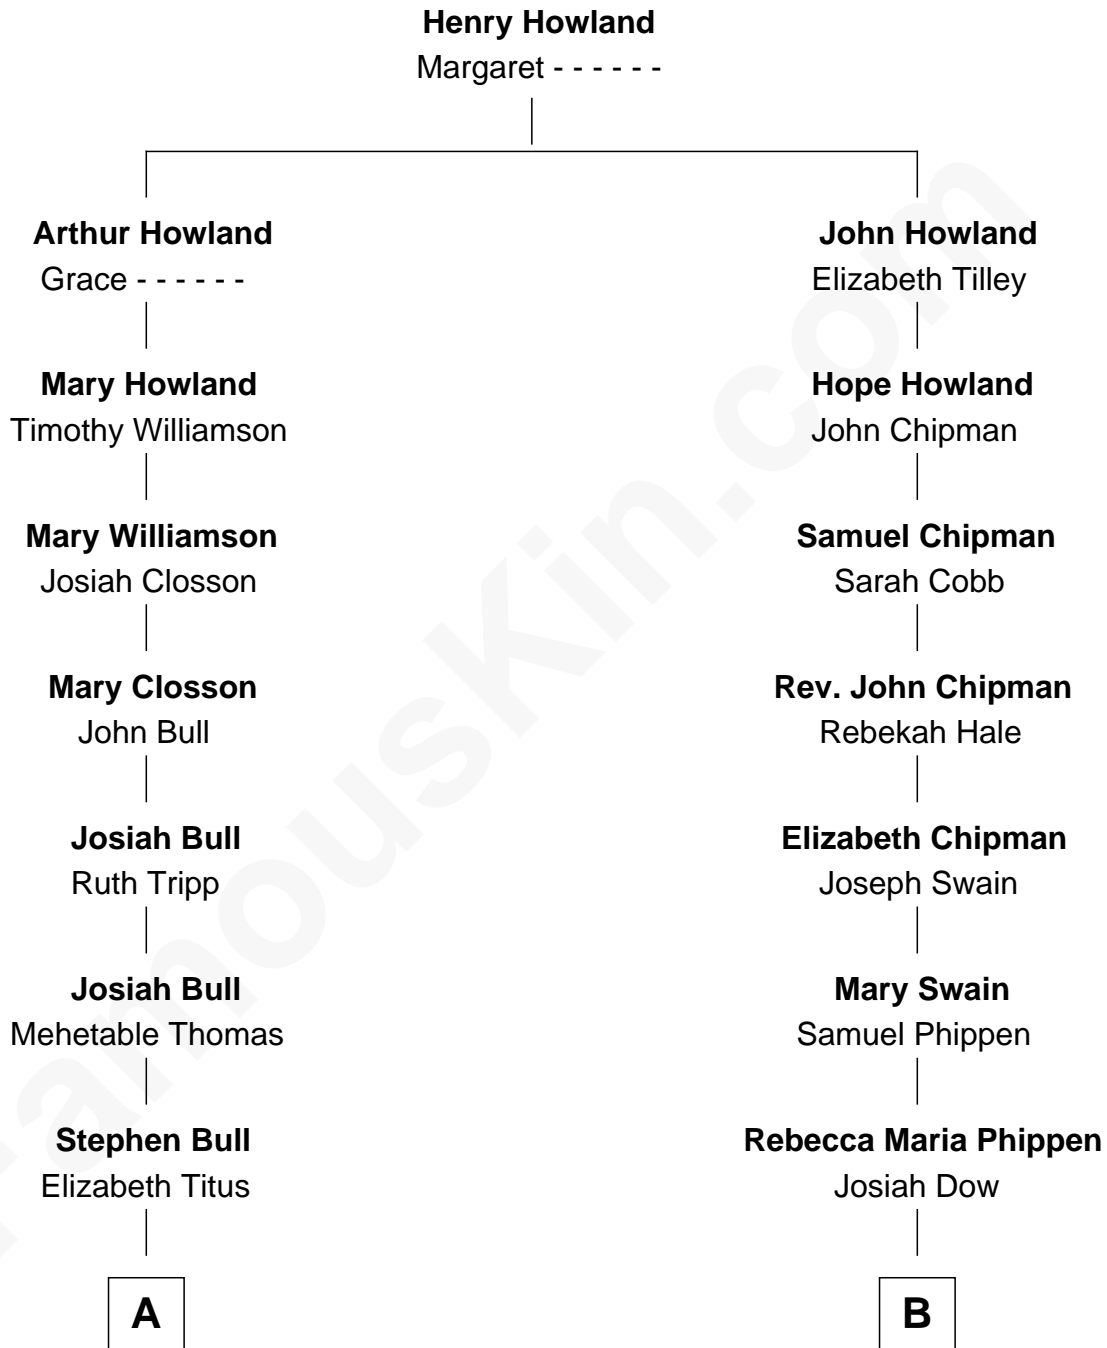 Henry Howland
Margaret - - - - - -
Arthur Howland
Grace - - - - - -
John Howland
Elizabeth Tilley
Mary Howland
Timothy Williamson
Hope Howland
John Chipman
Mary Williamson
Josiah Closson
Samuel Chipman
Sarah Cobb
Mary Closson
John Bull
Rev. John Chipman
Rebekah Hale
Josiah Bull
Ruth Tripp
Elizabeth Chipman
Joseph Swain
Josiah Bull
Mehetable Thomas
Mary Swain
Samuel Phippen
Stephen Bull
Elizabeth Titus
Rebecca Maria Phippen
Josiah Dow
A
B
FamousKin.com